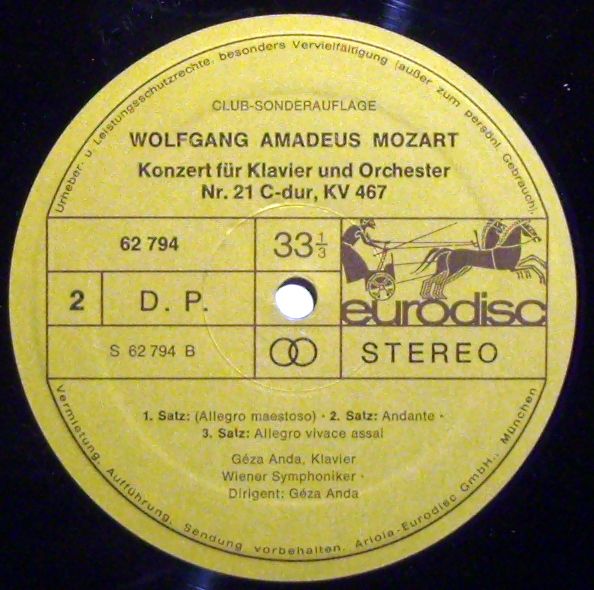 Urheber- u. Leistungsschutzrechte, besonders Vervielfältigung (außer zum persönl. Gebrauch),
CLUB-SONDERAUFLAGE
WOLFGANG AMADEUS MOZART
Konzert für Klavier und Orchester
Nr. 21 C-dur, KV 467
62 794
33⅓
2
D. P.
eurodisc
S 62 794 B
STEREO
1. Satz: (Allegro maestoso) · 2. Satz: Andante ·
3. Satz: Allegro vivace assai
Géza Anda, Klavier
Wiener Symphoniker ·
Dirigent: Géza Anda
Vermietung, Aufführung, Sendung vorbehalten. Ariola-Eurodisc GmbH., München